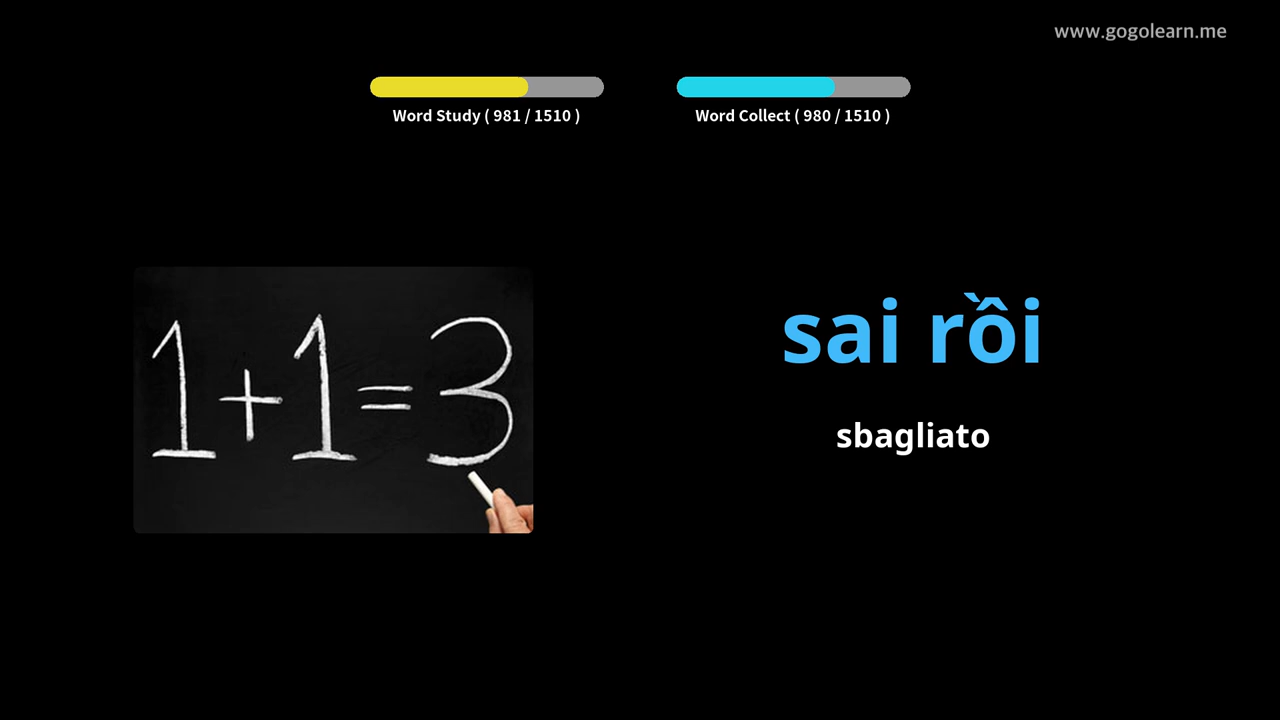 www.gogolearn.me
Word Study ( 981 / 1510 )
Word Collect ( 980 / 1510 )
1+1=3
sai rồi
sbagliato